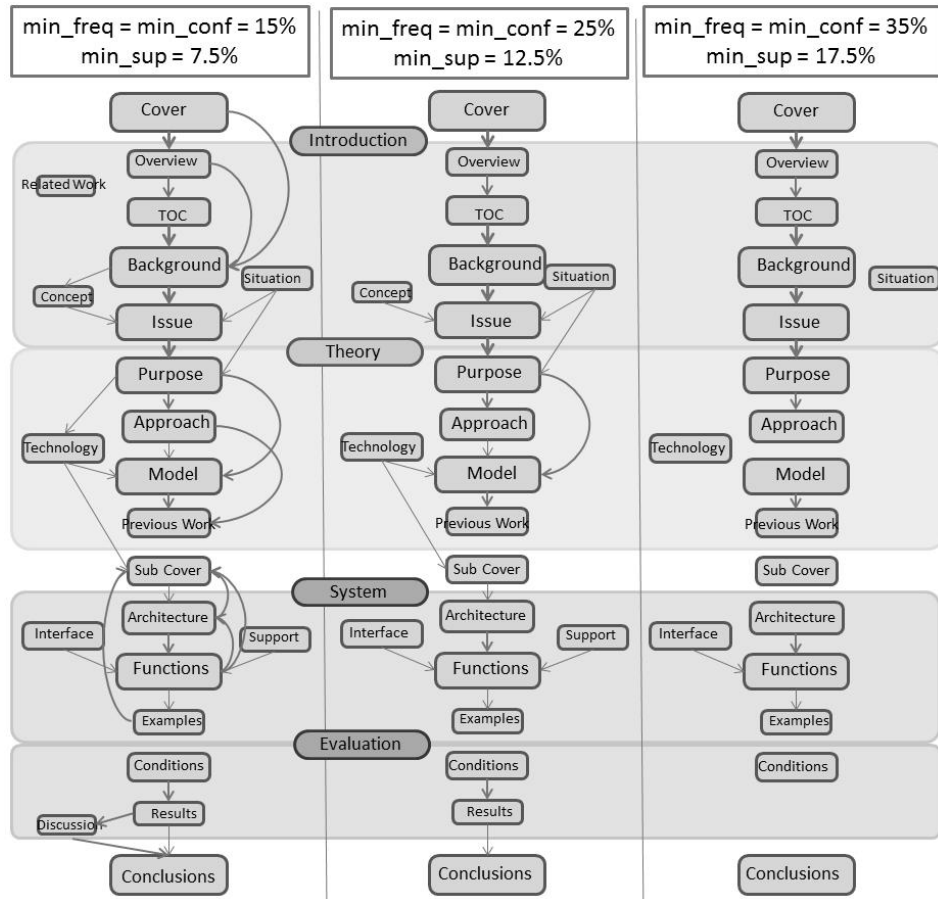 min_freq = min_conf = 15%
min_sup = 7.5%
min_freq = min_conf = 25%
min_sup = 12.5%
min_freq = min_conf = 35%
min_sup = 17.5%
Introduction
Theory
System
Evaluation
Cover
Overview
Related Work
TOC
Background
Situation
Concept
Issue
Purpose
Approach
Technology
Model
Previous Work
Sub Cover
Architecture
Interface
Support
Functions
Examples
Conditions
Results
Discussion
Conclusions
Cover
Overview
TOC
Background
Situation
Concept
Issue
Purpose
Approach
Technology
Model
Previous Work
Sub Cover
Architecture
Interface
Support
Functions
Examples
Conditions
Results
Conclusions
Cover
Overview
TOC
Background
Situation
Issue
Purpose
Approach
Technology
Model
Previous Work
Sub Cover
Architecture
Interface
Functions
Examples
Conditions
Conclusions